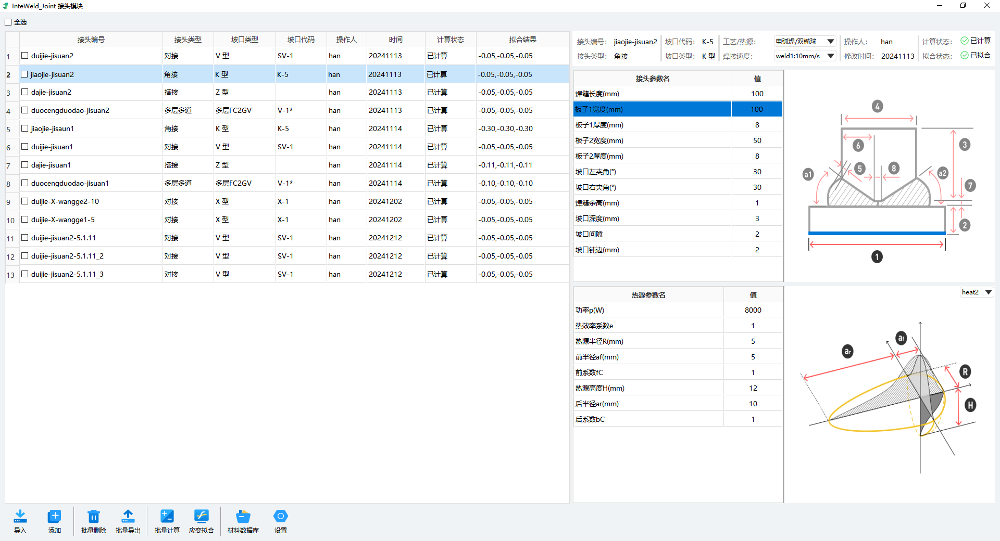 InteWeld_Joint 接头模块
全选
接头编号 接头类型 坡口类型 坡口代码 操作人 时间 计算状态 拟合结果
1 duijie-jisuan2 对接 V 型 SV-1 han 20241113 已计算 -0.05,-0.05,-0.05
2 jiaojie-jisuan2 角接 K 型 K-5 han 20241113 已计算 -0.05,-0.05,-0.05
3 dajie-jisuan2 搭接 Z 型 han 20241113 已计算 -0.05,-0.05,-0.05
4 duocengduodao-jisuan2 多层多道 多层FC2GV V-1* han 20241113 已计算 -0.05,-0.05,-0.05
5 jiaojie-jisaun1 角接 K 型 K-5 han 20241114 已计算 -0.30,-0.30,-0.30
6 duijie-jisuan1 对接 V 型 SV-1 han 20241114 已计算 -0.05,-0.05,-0.05
7 dajie-jisuan1 搭接 Z 型 han 20241114 已计算 -0.11,-0.11,-0.11
8 duocengduodao-jisuan1 多层多道 多层FC2GV V-1* han 20241114 已计算 -0.10,-0.10,-0.10
9 duijie-X-wangge2-10 对接 X 型 X-1 han 20241202 已计算 -0.05,-0.05,-0.05
10 duijie-X-wangge1-5 对接 X 型 X-1 han 20241202 已计算 -0.05,-0.05,-0.05
11 duijie-jisuan2-5.1.11 对接 V 型 SV-1 han 20241212 已计算 -0.05,-0.05,-0.05
12 duijie-jisuan2-5.1.11_2 对接 V 型 SV-1 han 20241212 已计算 -0.05,-0.05,-0.05
13 duijie-jisuan2-5.1.11_3 对接 V 型 SV-1 han 20241212 已计算 -0.05,-0.05,-0.05
接头编号: jiaojie-jisuan2 坡口代码: K-5 工艺/热源: 电弧焊/双椭球 操作人: han 计算状态: 已计算
接头类型: 角接 坡口类型: K 型 焊接速度: weld1:10mm/s 修改时间: 20241113 拟合状态: 已拟合
接头参数名 值
焊缝长度(mm) 100
板子1宽度(mm) 100
板子1厚度(mm) 8
板子2宽度(mm) 50
板子2厚度(mm) 8
坡口左夹角(°) 30
坡口右夹角(°) 30
焊缝余高(mm) 1
坡口深度(mm) 3
坡口间隙 2
坡口钝边(mm) 2
4
6 3
5 8
a1 a2
7
2
1
热源参数名 值
功率p(W) 8000
热效率系数e 1
热源半径R(mm) 5
前半径af(mm) 5
前系数fC 1
热源高度H(mm) 12
后半径ar(mm) 10
后系数bC 1
heat2
af
ar
R
H
导入 添加 批量删除 批量导出 批量计算 应变拟合 材料数据库 设置